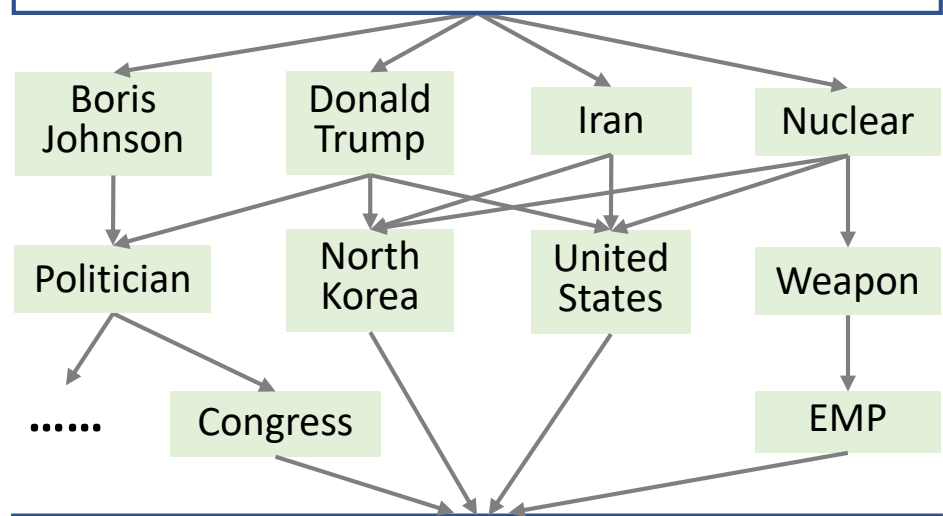 Boris
Johnson
Donald
Trump
Iran
Nuclear
Politician
North
Korea
United
States
Weapon
......
Congress
EMP